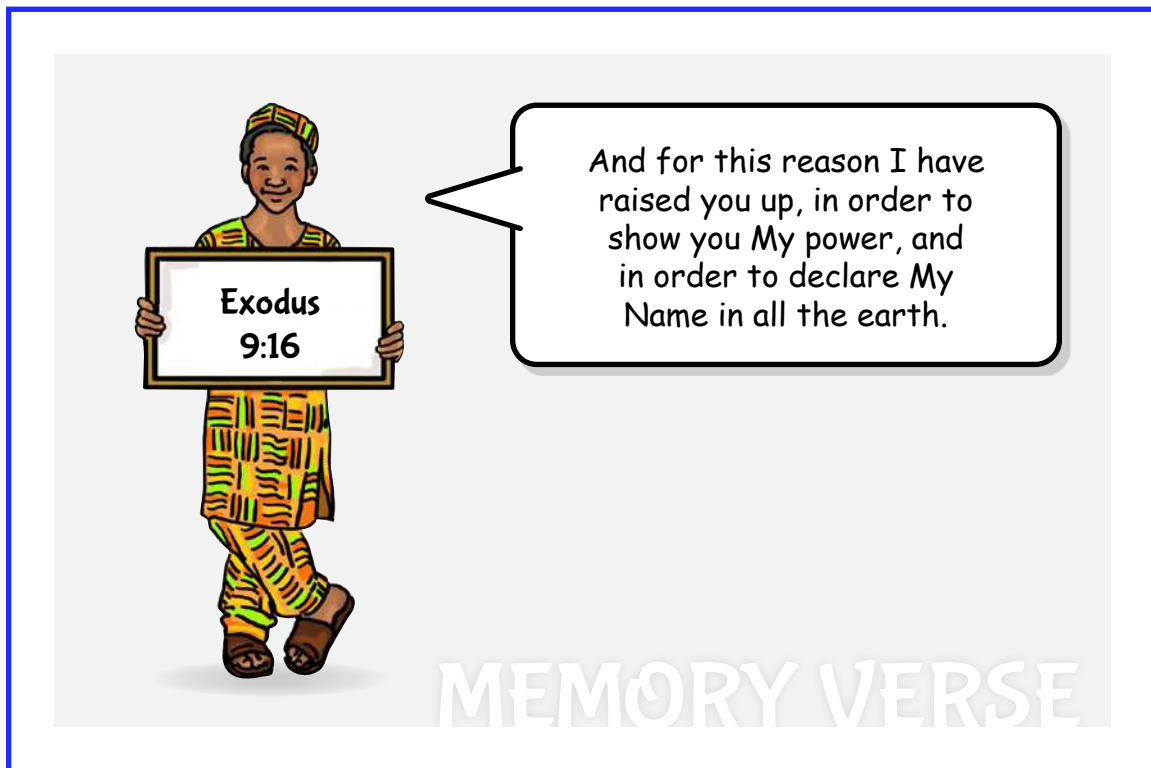 Exodus
9:16
And for this reason I have
raised you up, in order to
show you My power, and
in order to declare My
Name in all the earth.
MEMORY VERSE